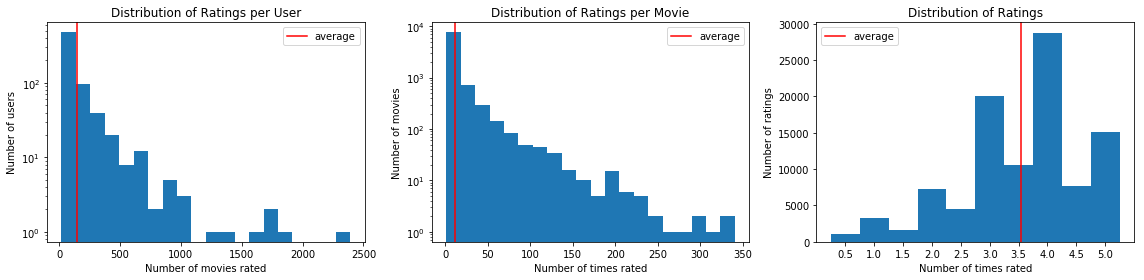 Distribution of Ratings per User
average
10²
10¹
10⁰
Number of users
0 500 1000 1500 2000 2500
Number of movies rated
Distribution of Ratings per Movie
average
10⁴
10³
10²
10¹
10⁰
Number of movies
0 50 100 150 200 250 300 350
Number of times rated
Distribution of Ratings
average
30000
25000
20000
15000
10000
5000
0
Number of ratings
0.5 1.0 1.5 2.0 2.5 3.0 3.5 4.0 4.5 5.0
Number of times rated